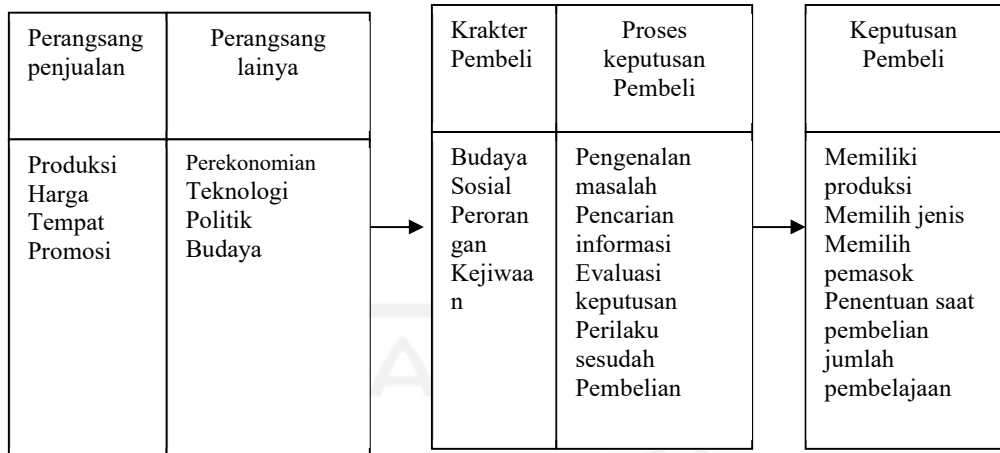 Perangsang
penjualan
Perangsang
lainya
Produksi
Harga
Tempat
Promosi
Perekonomian
Teknologi
Politik
Budaya
Krakter
Pembeli
Proses
keputusan
Pembeli
Budaya
Sosial
Peroran
gan
Kejiwaa
n
Pengenalan
masalah
Pencarian
informasi
Evaluasi
keputusan
Perilaku
sesudah
Pembelian
Keputusan
Pembeli
Memiliki
produksi
Memilih jenis
Memilih
pemasok
Penentuan saat
pembelian
jumlah
pembelajaan